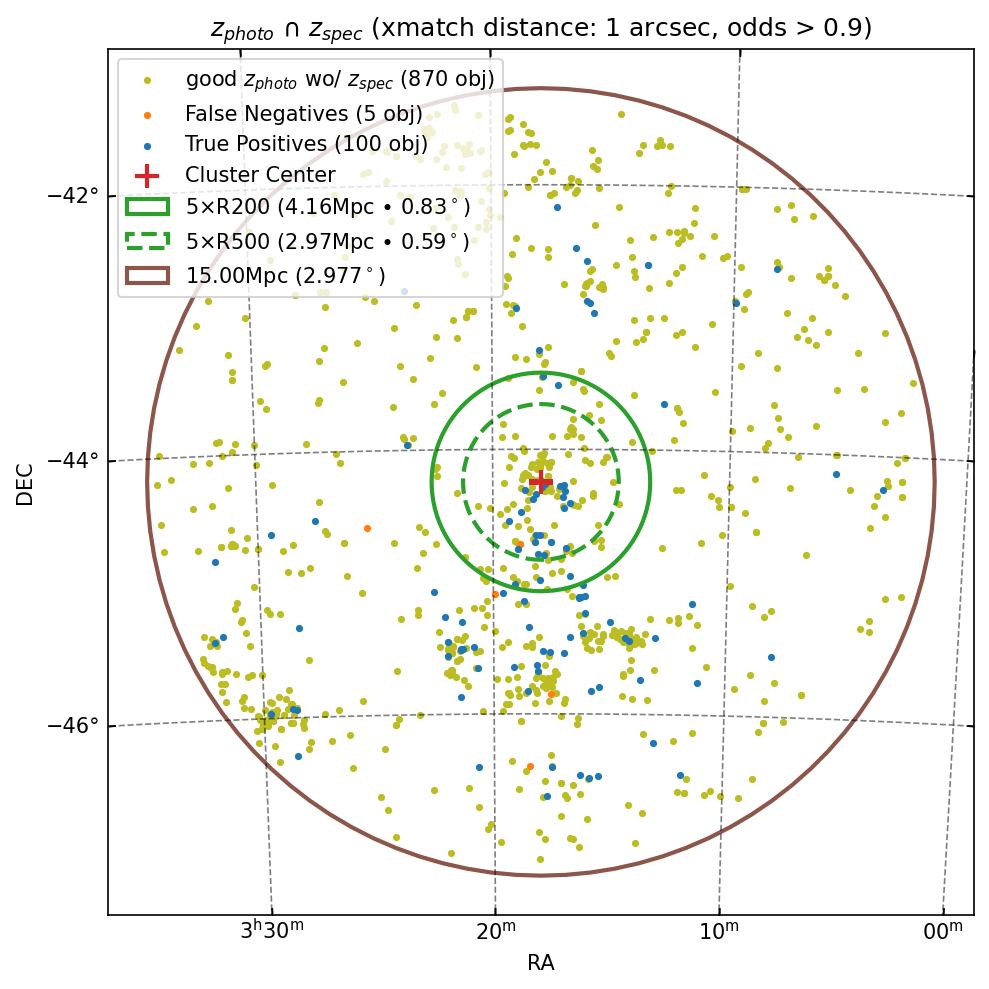 z_photo ∩ z_spec (xmatch distance: 1 arcsec, odds > 0.9)
good z_photo wo/ z_spec (870 obj)
False Negatives (5 obj)
True Positives (100 obj)
Cluster Center
5×R200 (4.16Mpc • 0.83°)
5×R500 (2.97Mpc • 0.59°)
15.00Mpc (2.977°)
−42°
−44°
−46°
DEC
3ʰ30ᵐ 20ᵐ 10ᵐ 00ᵐ
RA